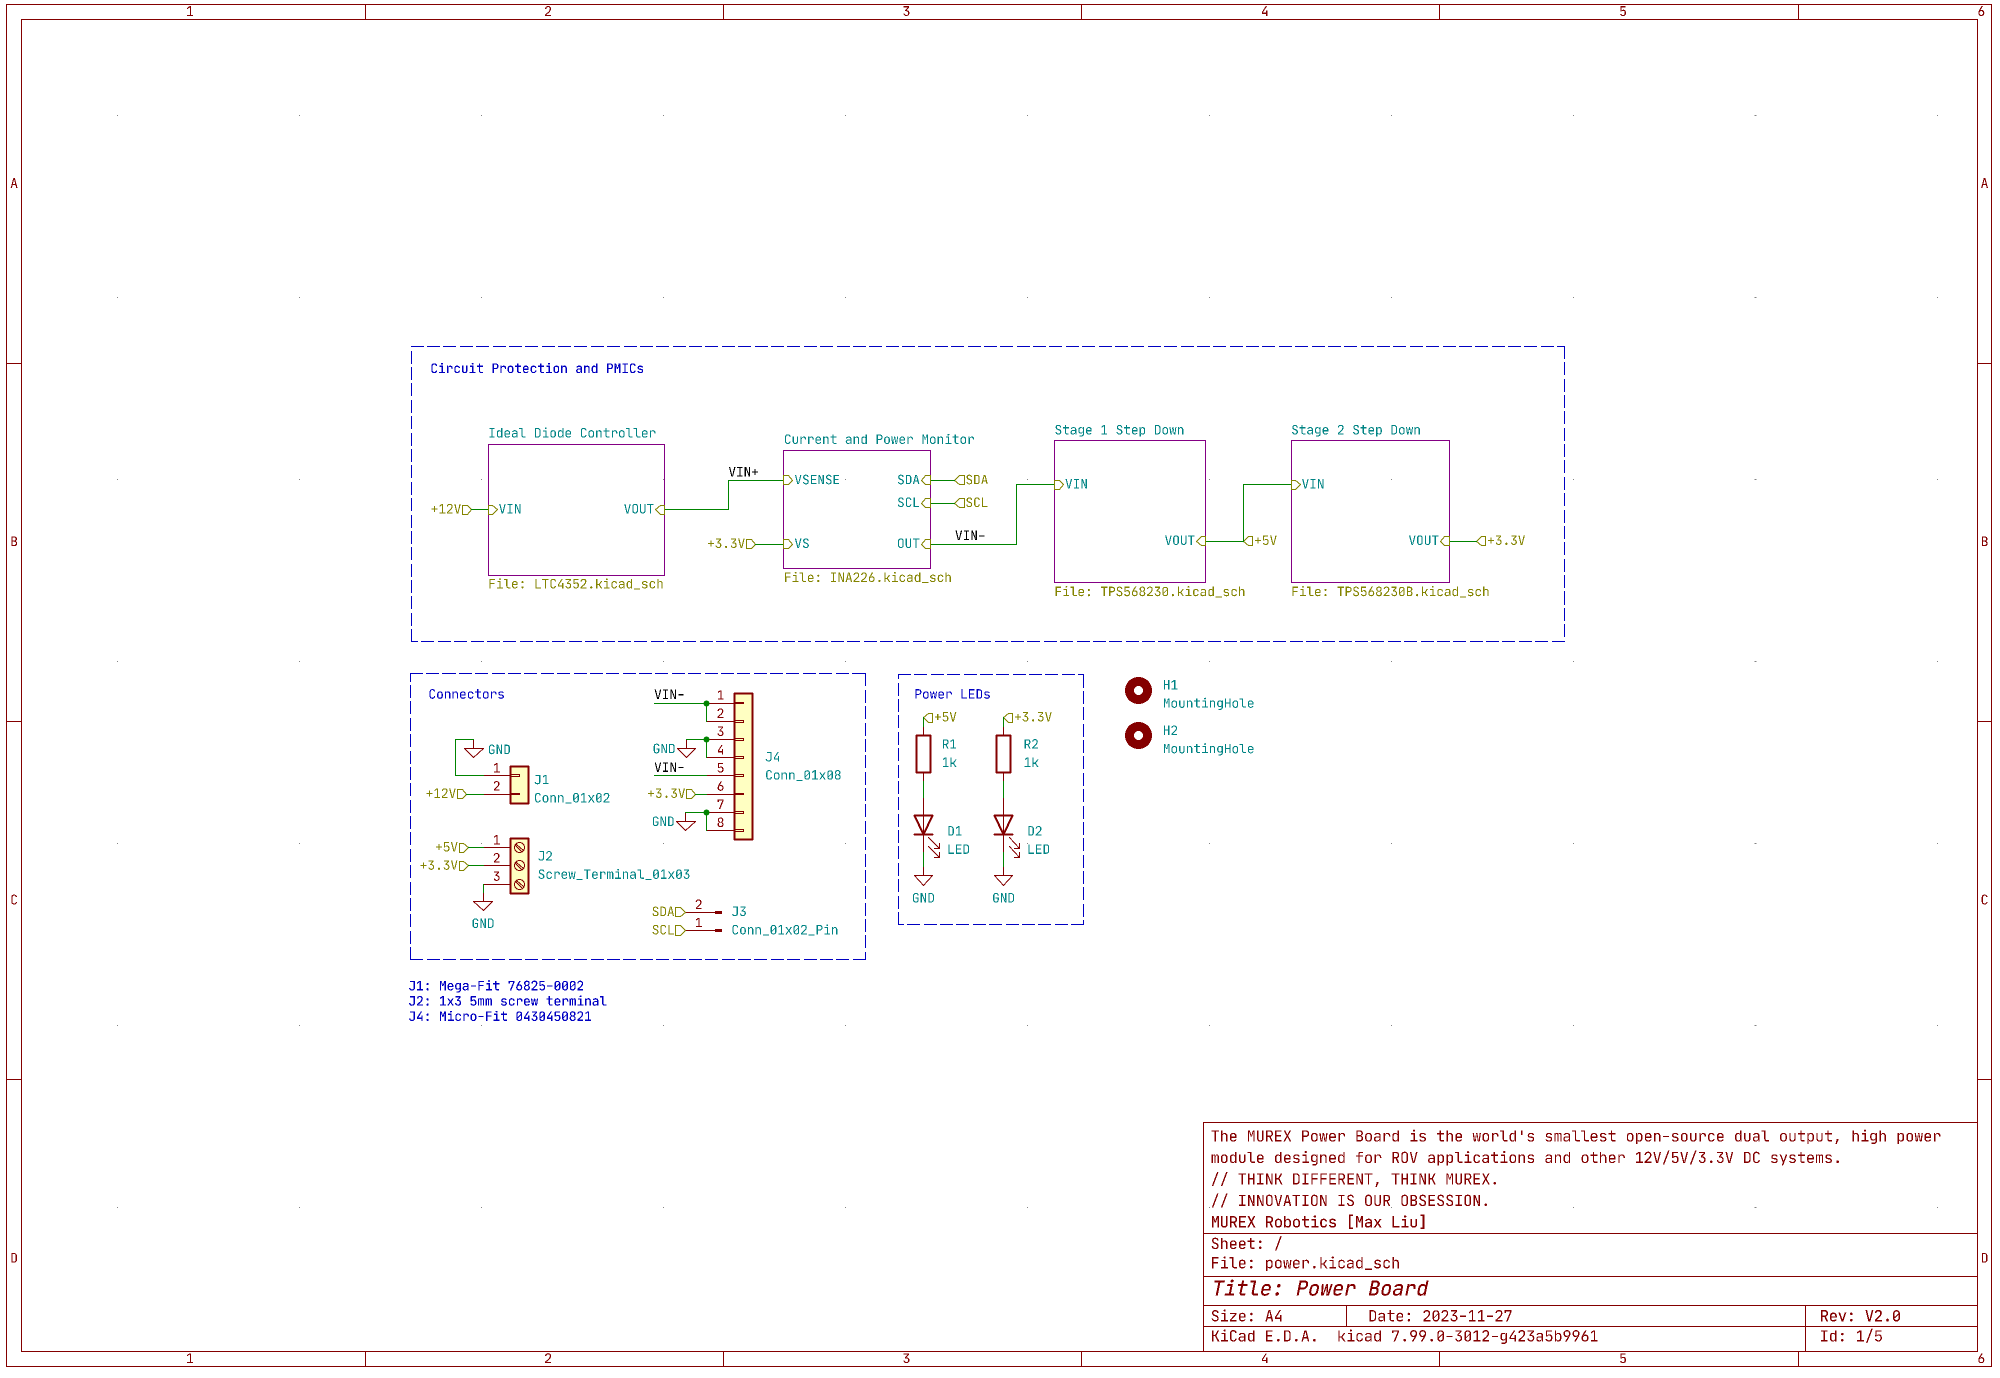 1 2 3 4 5 6
A A
B B
C C
D D
Circuit Protection and PMICs
Ideal Diode Controller
+12V
VIN
VOUT
File: LTC4352.kicad_sch
VIN+
Current and Power Monitor
VSENSE
SDA
SDA
SCL
SCL
+3.3V
VS
OUT
VIN-
File: INA226.kicad_sch
Stage 1 Step Down
VIN
VOUT
+5V
File: TPS568230.kicad_sch
Stage 2 Step Down
VIN
VOUT
+3.3V
File: TPS568230B.kicad_sch
Connectors
GND
1
2
+12V
J1
Conn_01x02
+5V
+3.3V
1
2
3
GND
J2
Screw_Terminal_01x03
VIN-
GND
VIN-
+3.3V
GND
1
2
3
4
5
6
7
8
J4
Conn_01x08
SDA
2
J3
SCL
1
Conn_01x02_Pin
Power LEDs
+5V
R1
1k
D1
LED
GND
+3.3V
R2
1k
D2
LED
GND
H1
MountingHole
H2
MountingHole
J1: Mega-Fit 76825-0002
J2: 1x3 5mm screw terminal
J4: Micro-Fit 0430450821
The MUREX Power Board is the world's smallest open-source dual output, high power
module designed for ROV applications and other 12V/5V/3.3V DC systems.
// THINK DIFFERENT, THINK MUREX.
// INNOVATION IS OUR OBSESSION.
MUREX Robotics [Max Liu]
Sheet: /
File: power.kicad_sch
Title: Power Board
Size: A4 Date: 2023-11-27 Rev: V2.0
KiCad E.D.A. kicad 7.99.0-3012-g423a5b9961 Id: 1/5
1 2 3 4 5 6